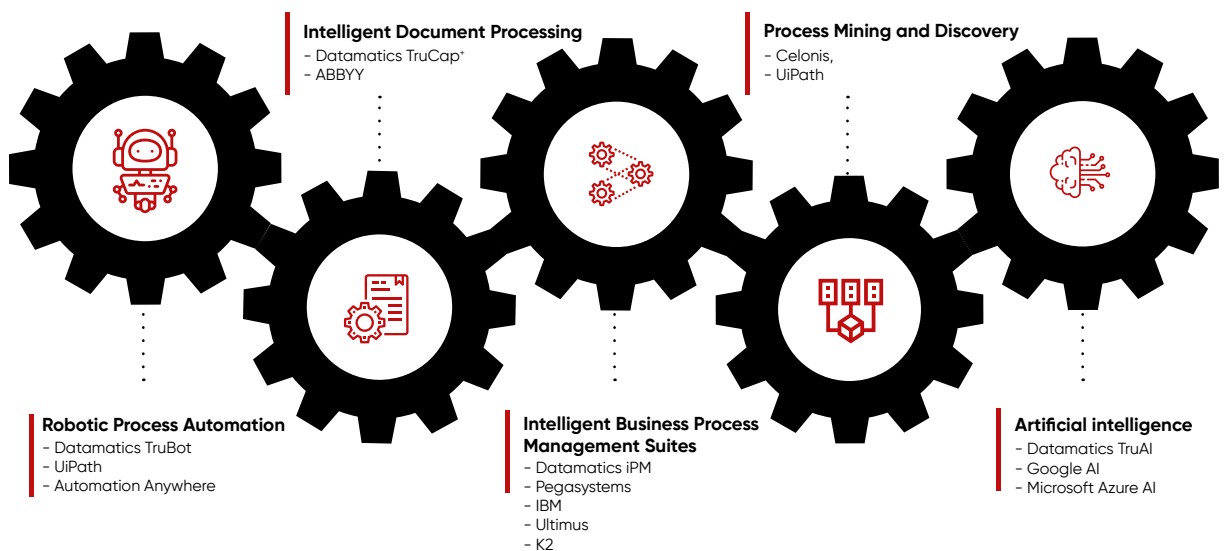 Intelligent Document Processing
- Datamatics TruCap⁺
- ABBYY
Process Mining and Discovery
- Celonis,
- UiPath
Robotic Process Automation
- Datamatics TruBot
- UiPath
- Automation Anywhere
Intelligent Business Process
Management Suites
- Datamatics iPM
- Pegasystems
- IBM
- Ultimus
- K2
Artificial intelligence
- Datamatics TruAI
- Google AI
- Microsoft Azure AI